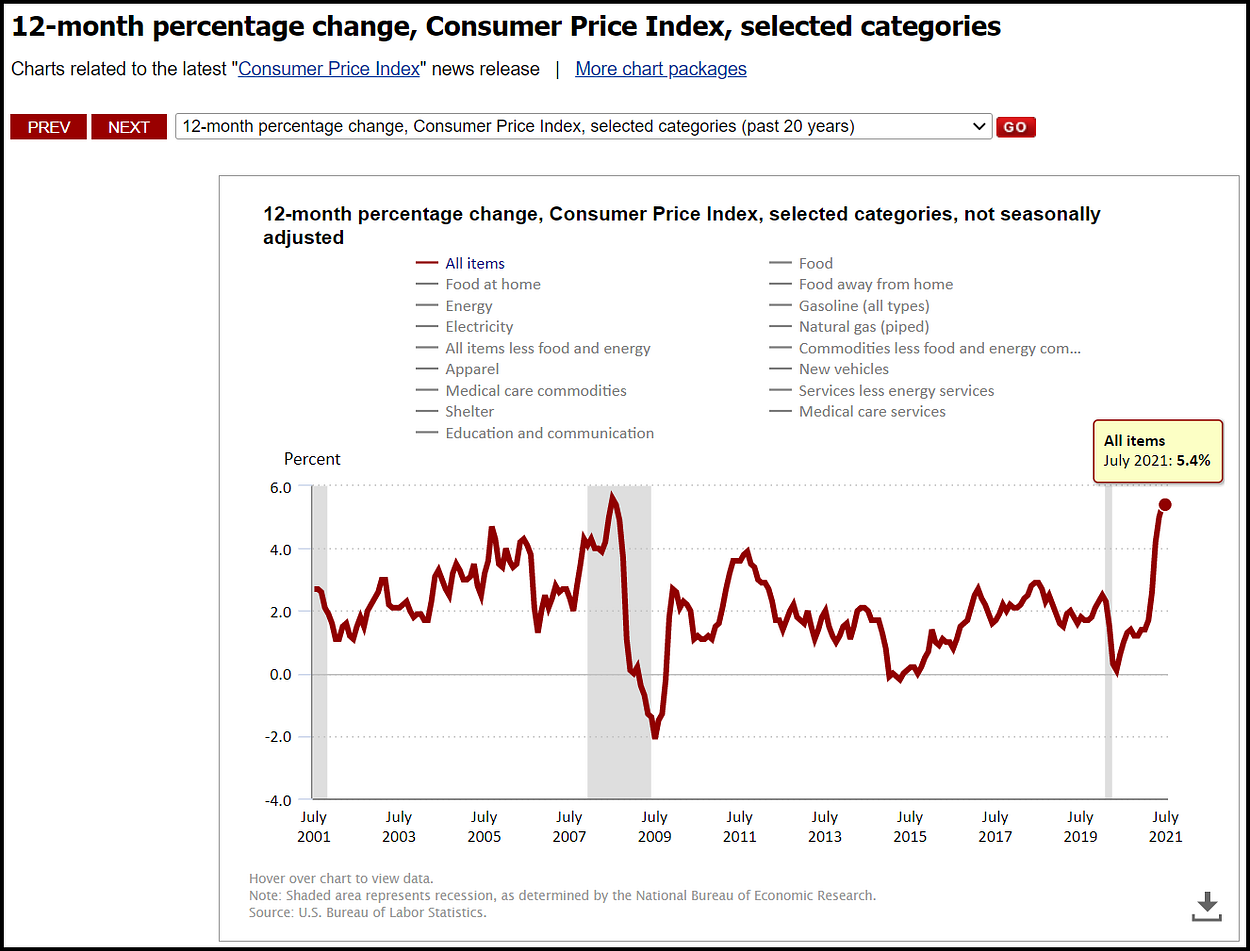 12-month percentage change, Consumer Price Index, selected categories
Charts related to the latest "Consumer Price Index" news release | More chart packages
PREV NEXT 12-month percentage change, Consumer Price Index, selected categories (past 20 years) GO
12-month percentage change, Consumer Price Index, selected categories, not seasonally
adjusted
All items Food
Food at home Food away from home
Energy Gasoline (all types)
Electricity Natural gas (piped)
All items less food and energy Commodities less food and energy com...
Apparel New vehicles
Medical care commodities Services less energy services
Shelter Medical care services
Education and communication
All items
July 2021: 5.4%
Percent
6.0
4.0
2.0
0.0
-2.0
-4.0
July July July July July July July July July July July
2001 2003 2005 2007 2009 2011 2013 2015 2017 2019 2021
Hover over chart to view data.
Note: Shaded area represents recession, as determined by the National Bureau of Economic Research.
Source: U.S. Bureau of Labor Statistics.